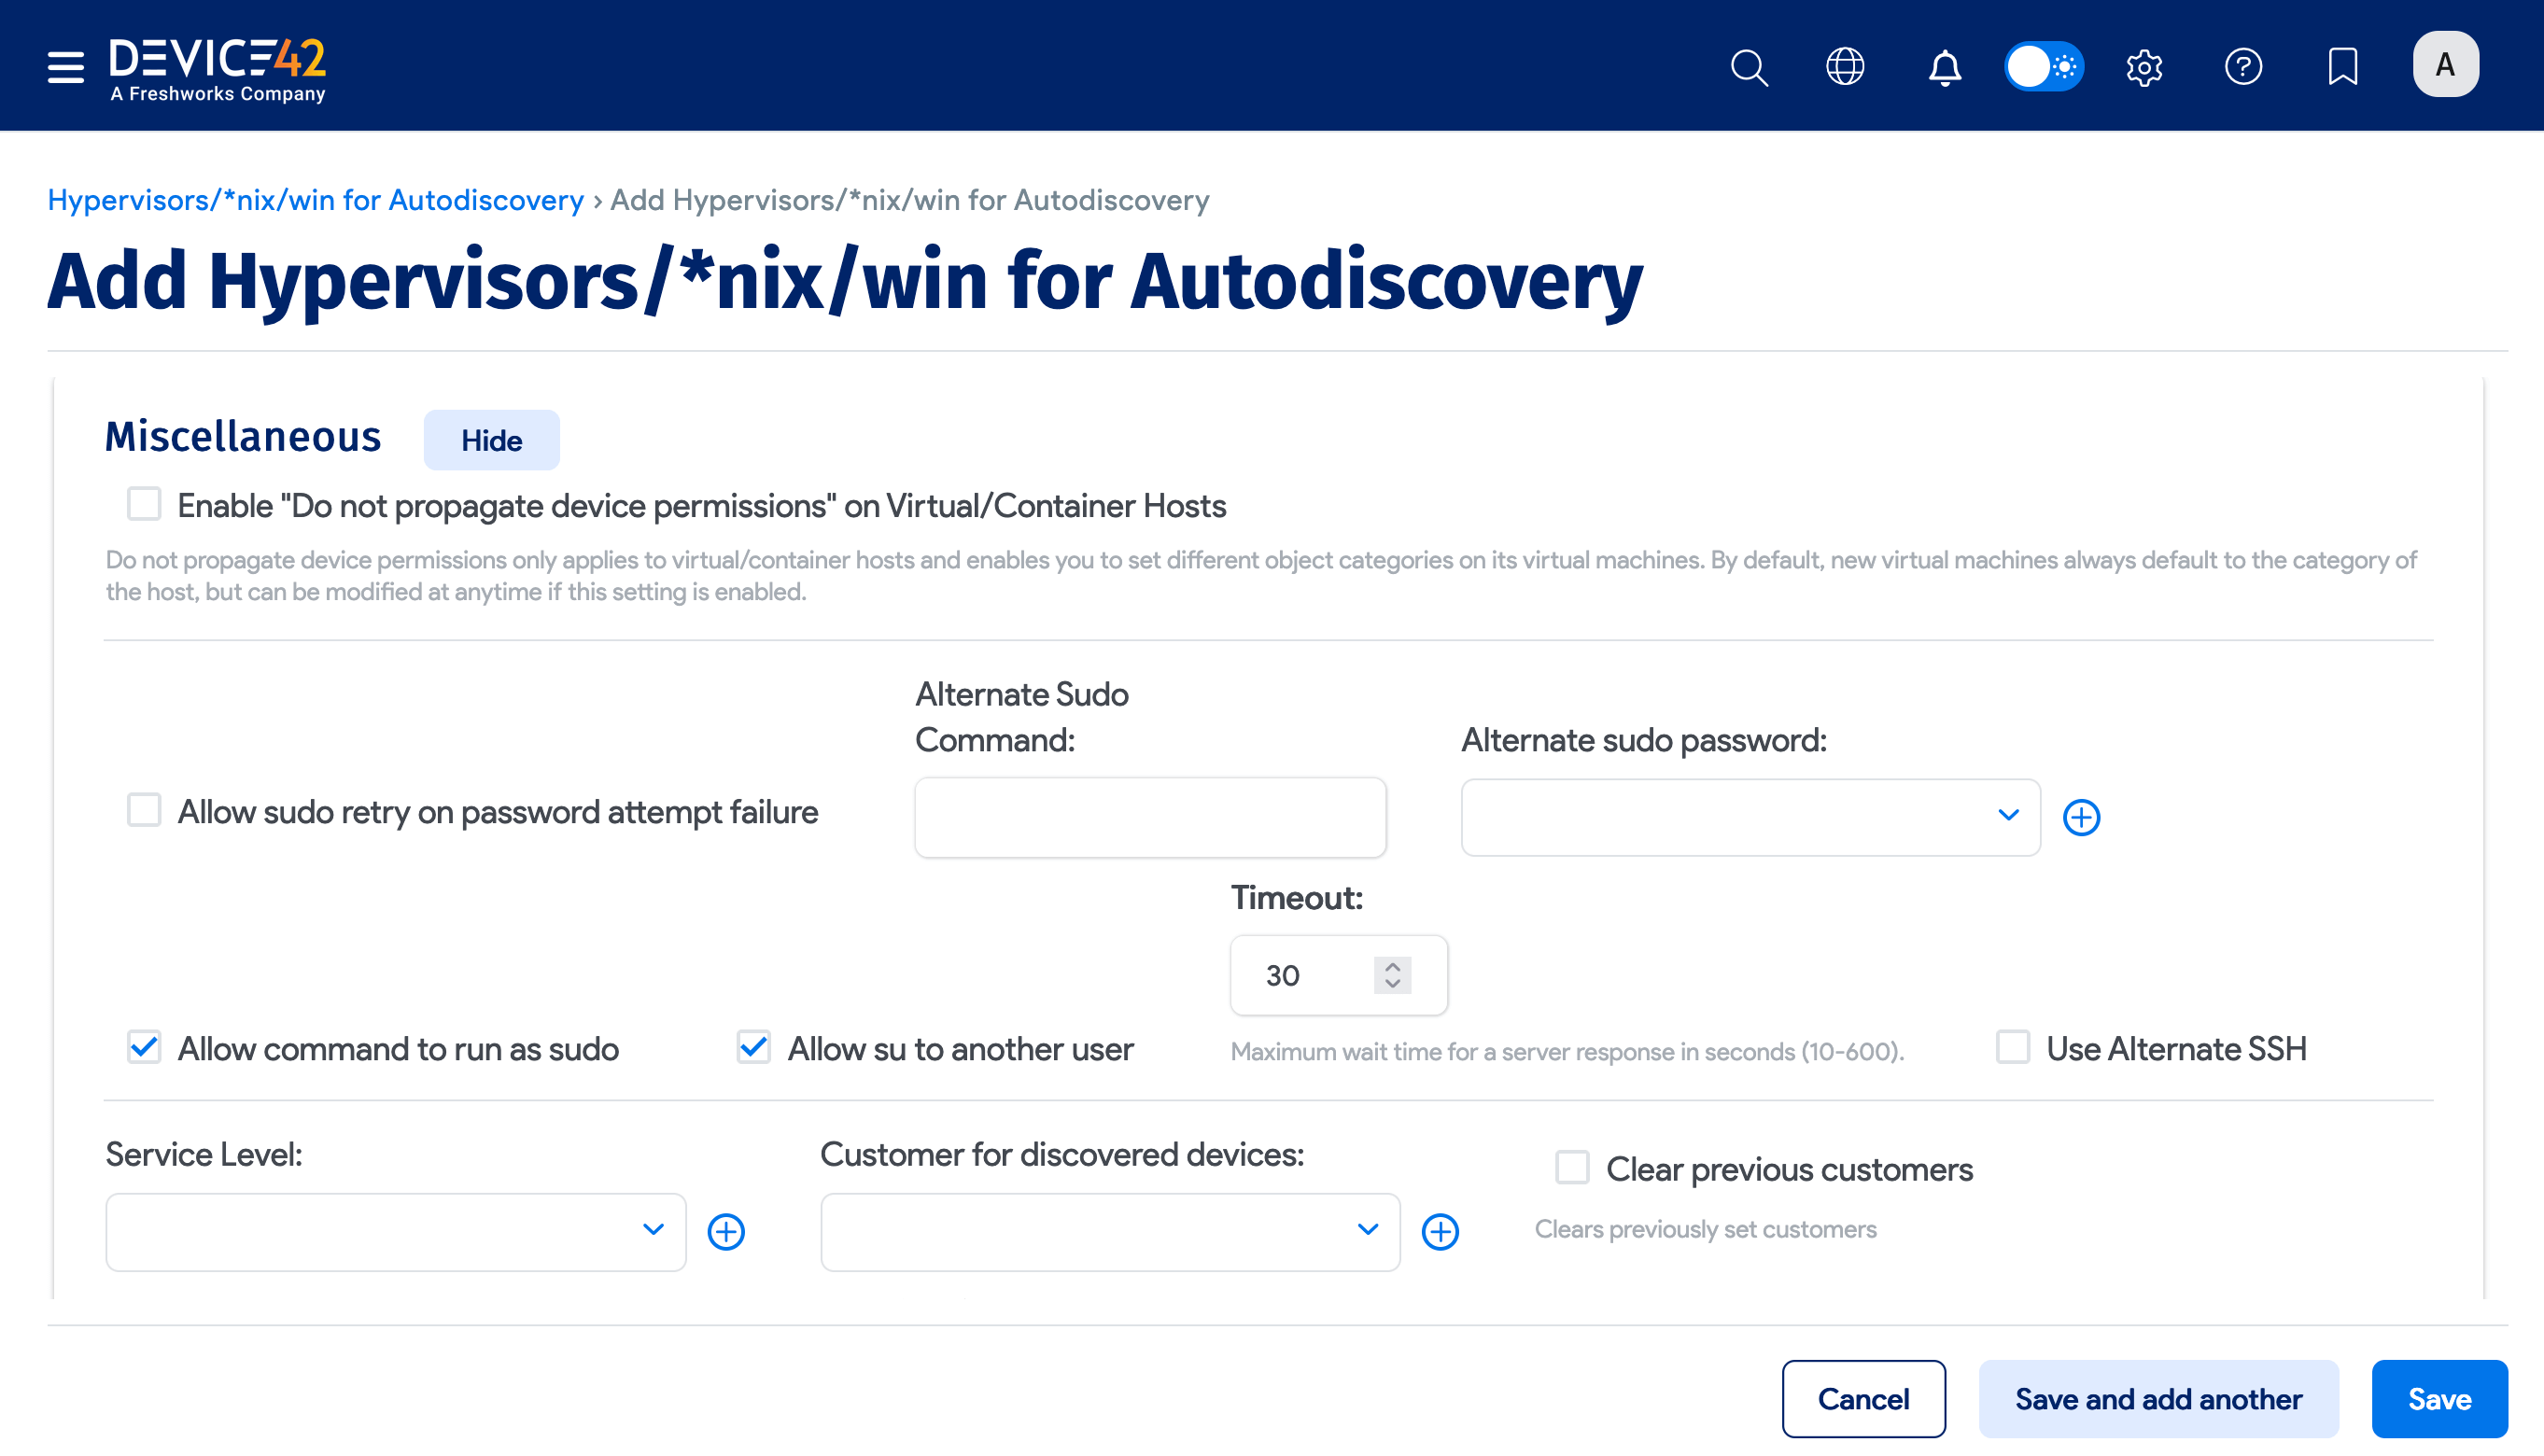 DEVICE42
A Freshworks Company
A
Hypervisors/*nix/win for Autodiscovery › Add Hypervisors/*nix/win for Autodiscovery
Add Hypervisors/*nix/win for Autodiscovery
Miscellaneous
Hide
Enable "Do not propagate device permissions" on Virtual/Container Hosts
Do not propagate device permissions only applies to virtual/container hosts and enables you to set different object categories on its virtual machines. By default, new virtual machines always default to the category of
the host, but can be modified at anytime if this setting is enabled.
Alternate Sudo
Command:
Alternate sudo password:
Allow sudo retry on password attempt failure
Timeout:
30
Allow command to run as sudo
Allow su to another user
Maximum wait time for a server response in seconds (10-600).
Use Alternate SSH
Service Level:
Customer for discovered devices:
Clear previous customers
Clears previously set customers
Cancel
Save and add another
Save